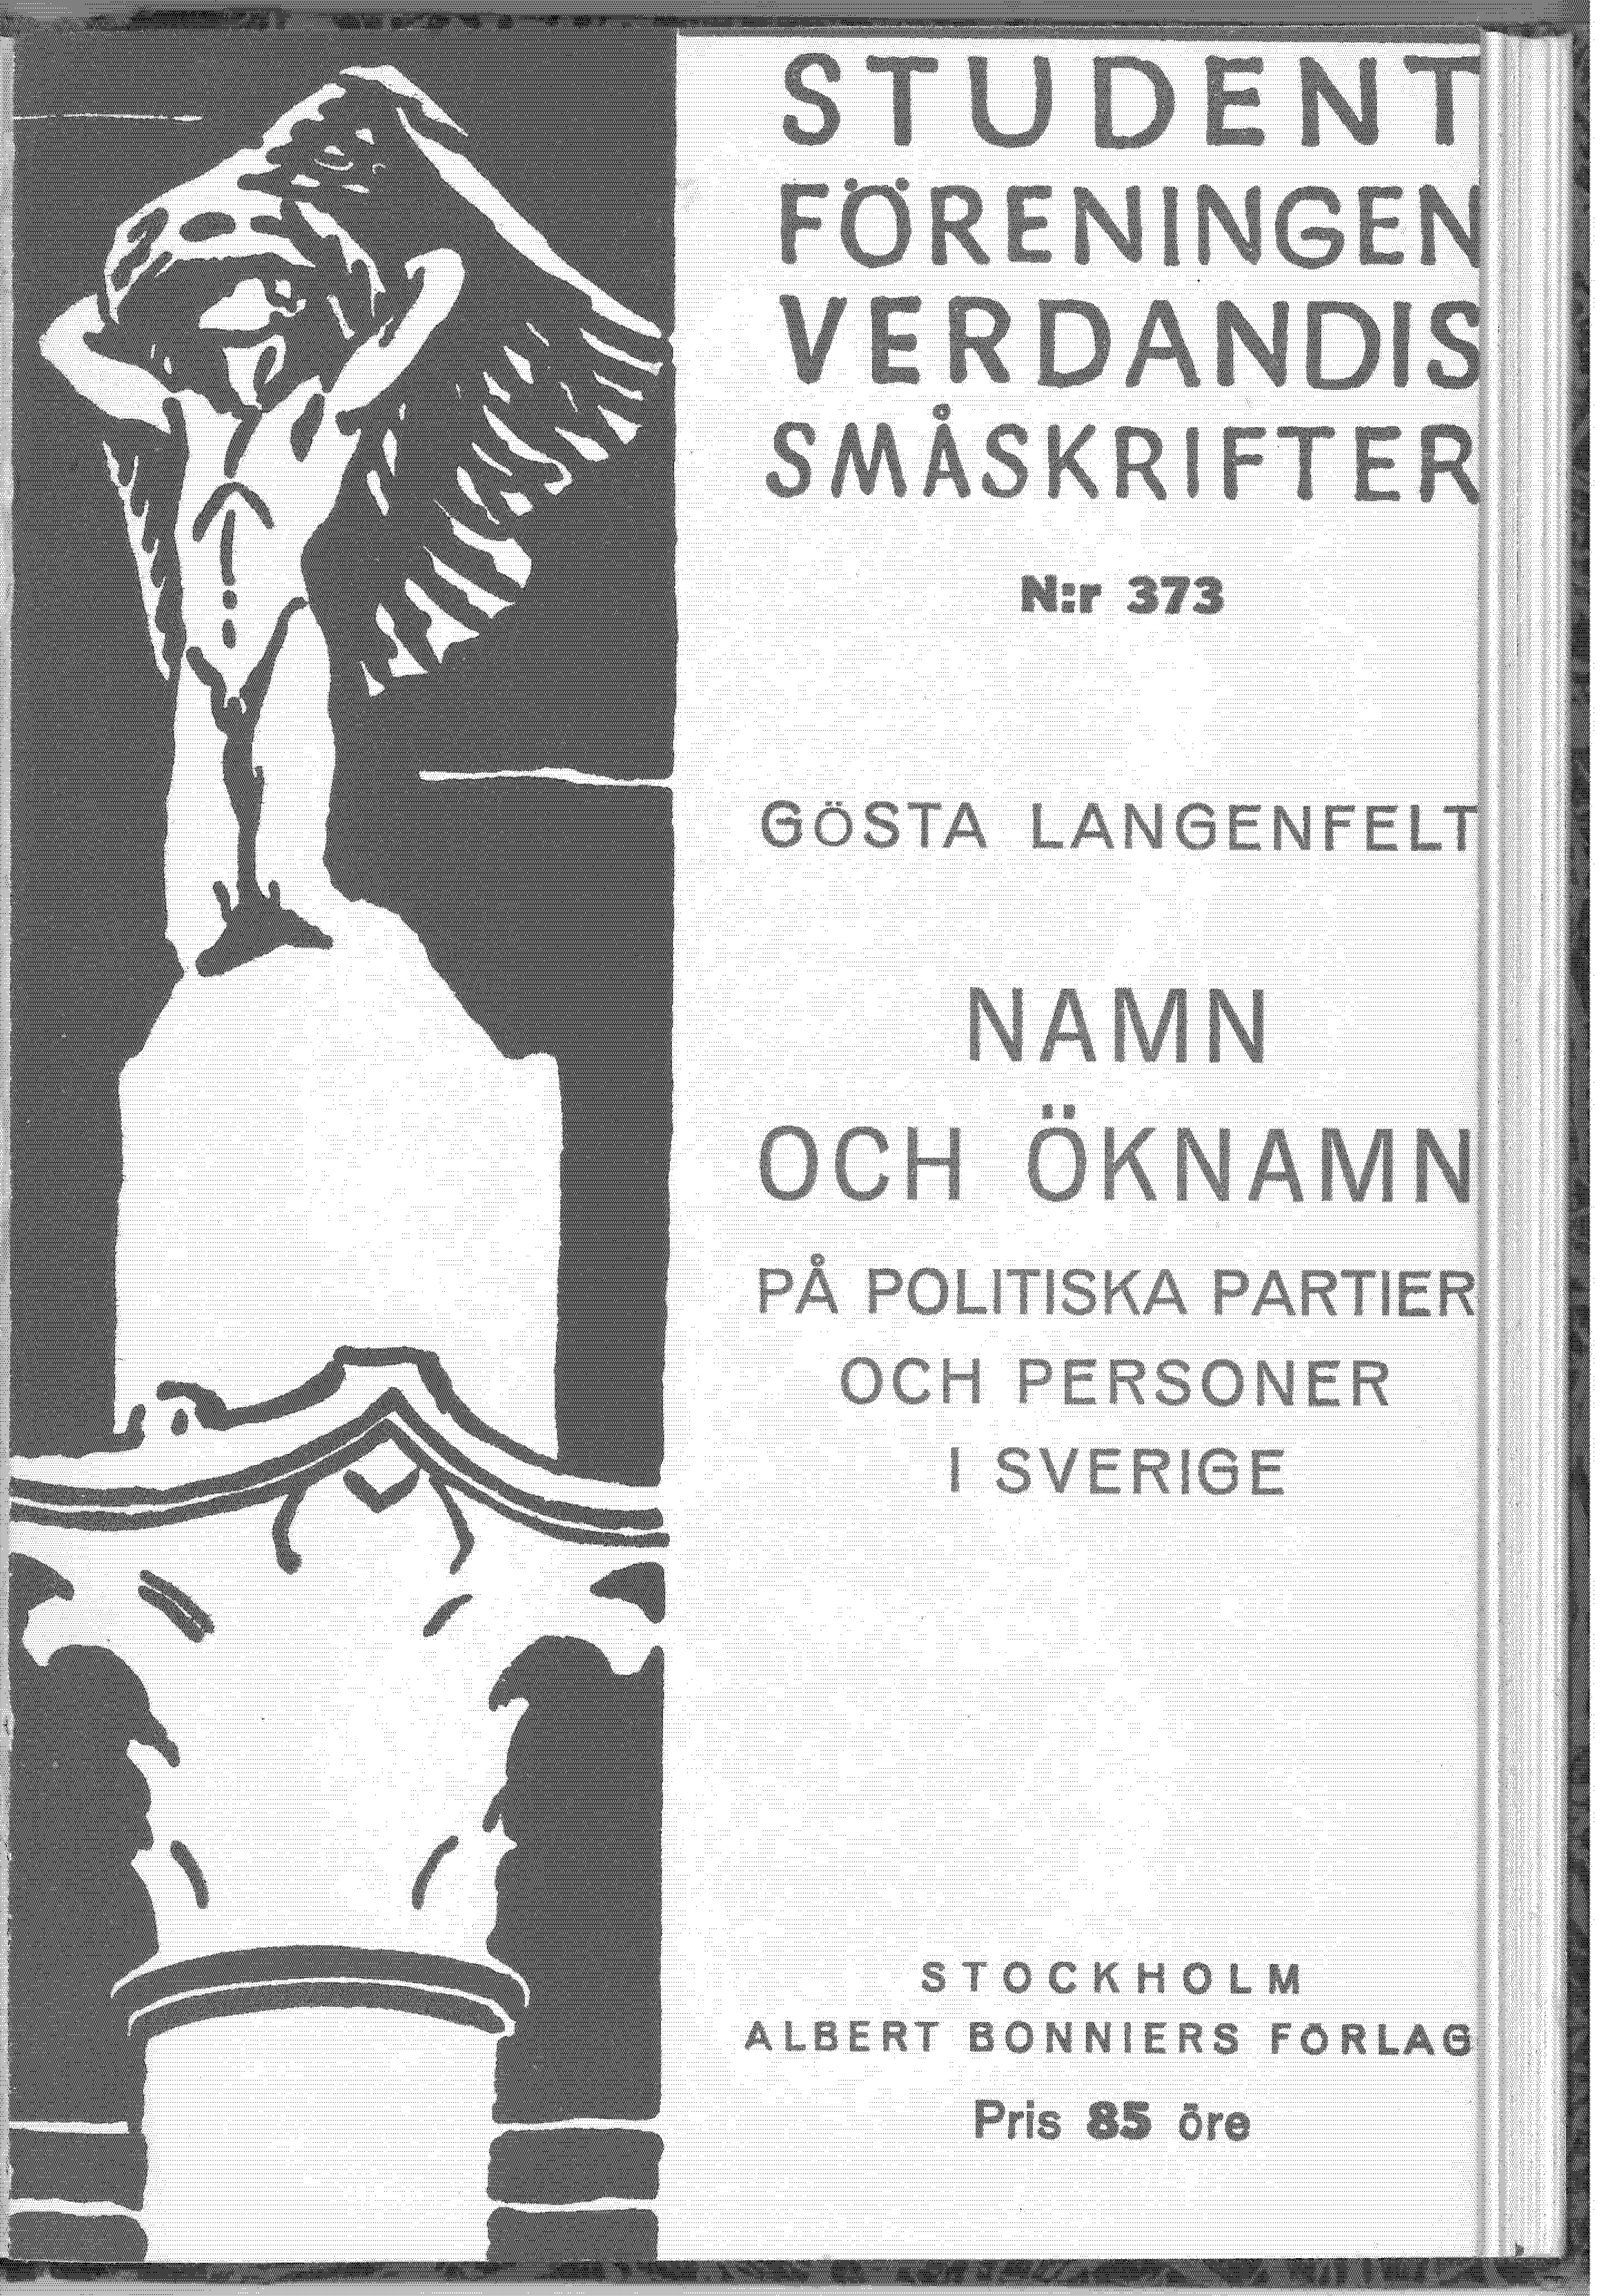 STUDENT
FÖRENINGEN
VERDANDIS
SMÅSKRIFTER
N:r 373
GÖSTA LANGENFELT
NAMN
OCH ÖKNAMN
PÅ POLITISKA PARTIER
OCH PERSONER
I SVERIGE
STOCKHOLM
ALBERT BONNIERS FÖRLAG
Pris 85 öre